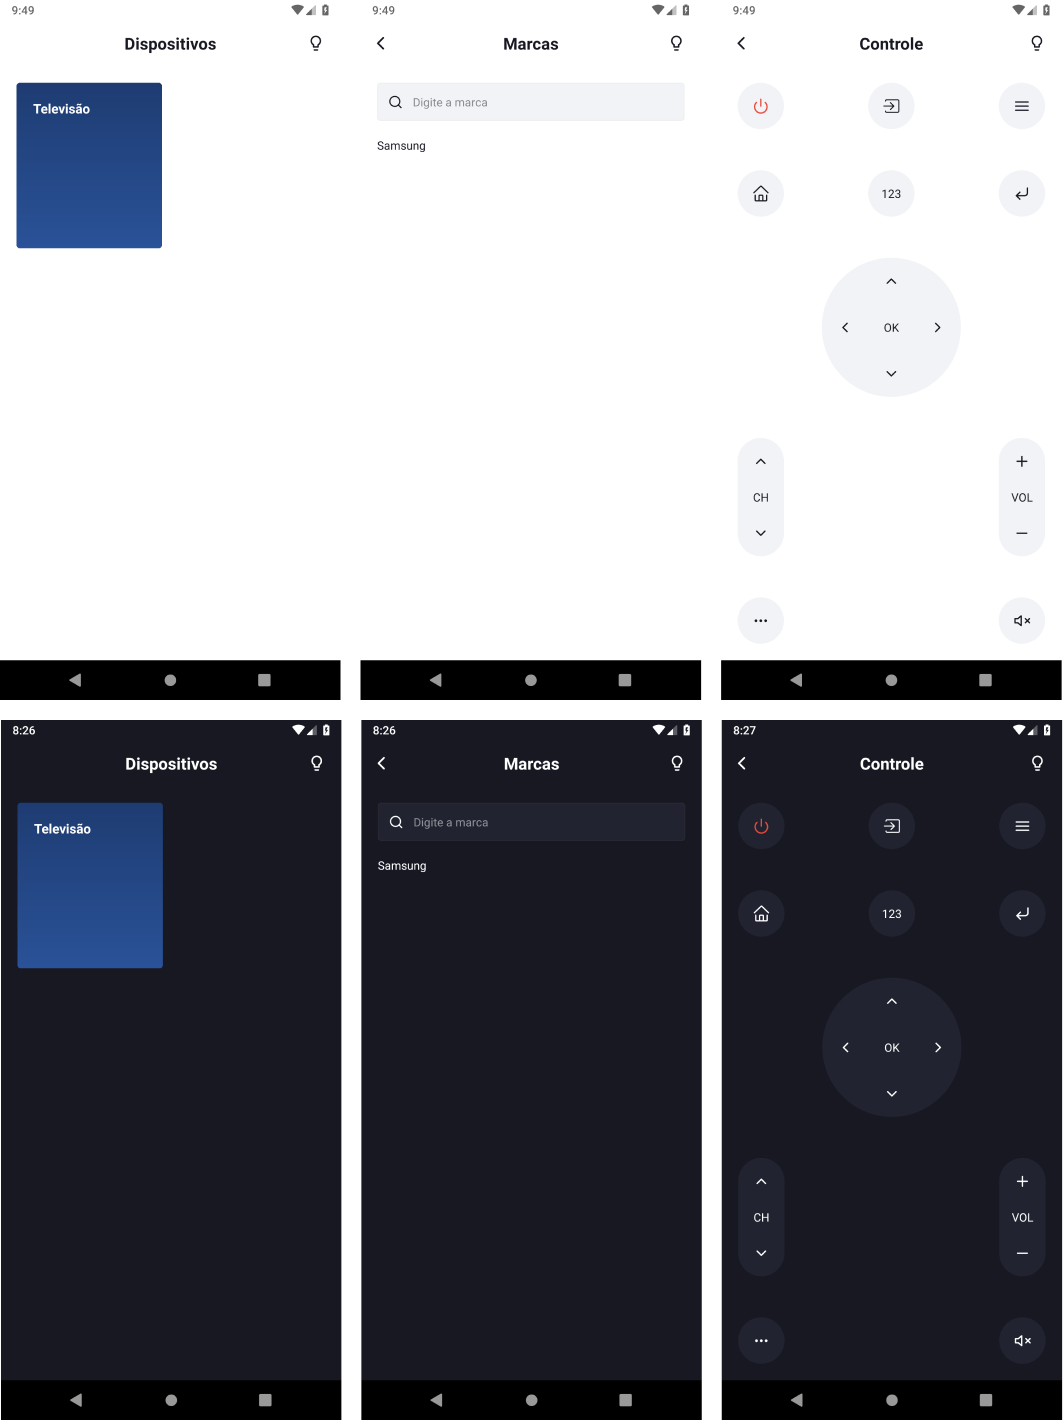 9:49
Dispositivos
Televisão
9:49
Marcas
Digite a marca
Samsung
9:49
Controle
123
OK
CH
VOL
8:26
Dispositivos
Televisão
8:26
Marcas
Digite a marca
Samsung
8:27
Controle
123
OK
CH
VOL